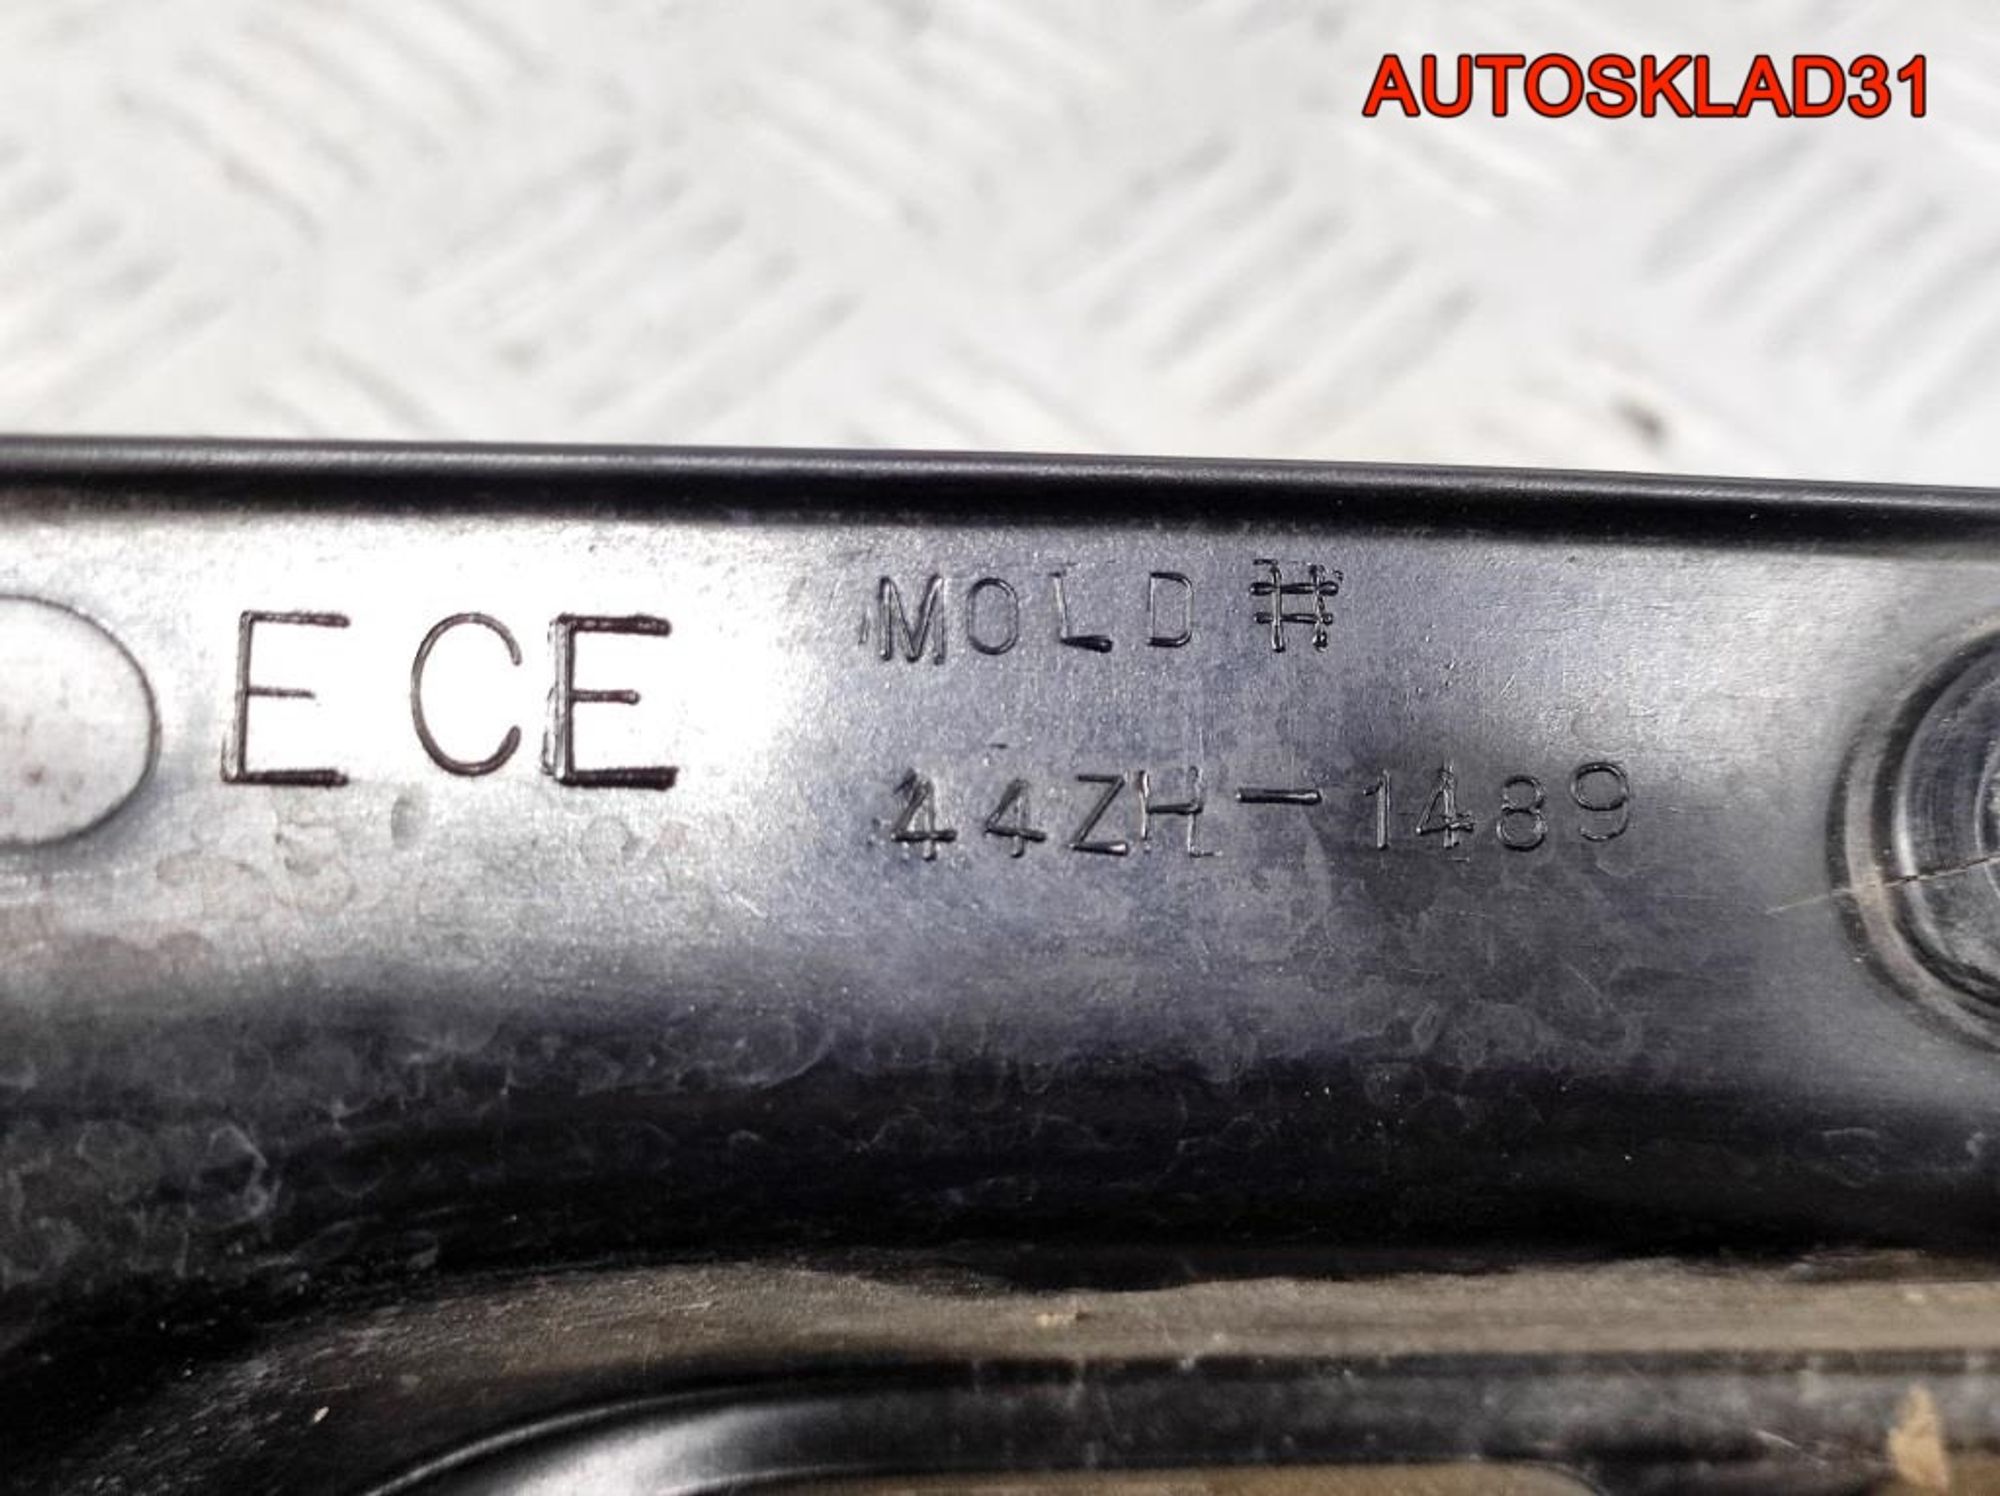 AUTOSKLAD31
ECE
MOLD #
44ZH-1489